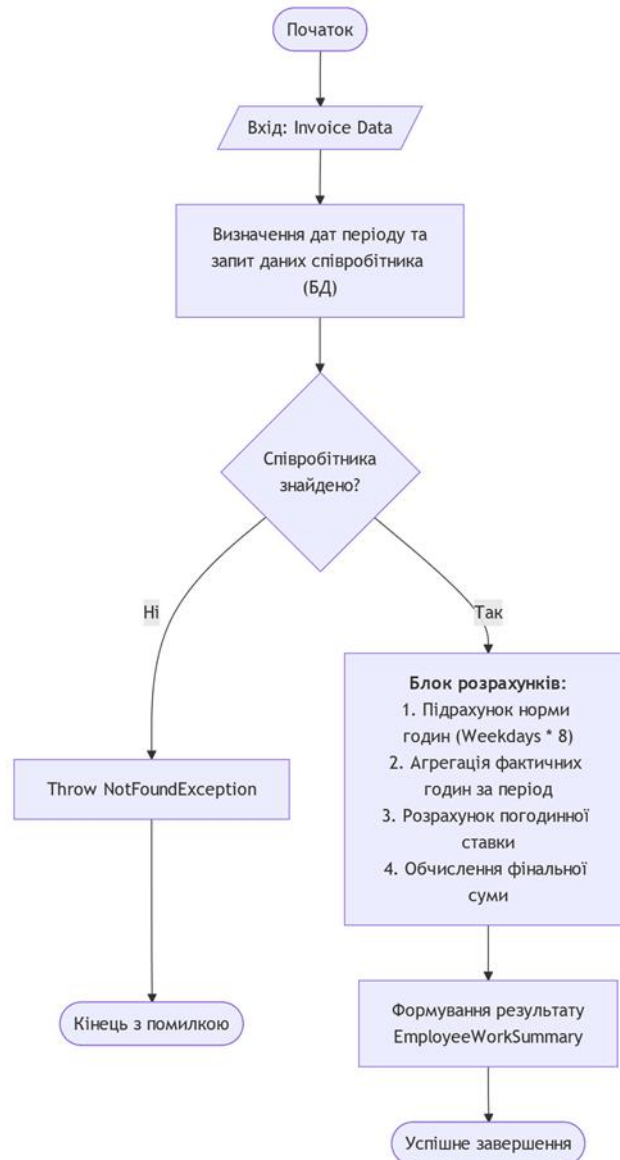 Початок
Вхід: Invoice Data
Визначення дат періоду та
запит даних співробітника
(БД)
Співробітника
знайдено?
Ні
Так
Throw NotFoundException
Кінець з помилкою
Блок розрахунків:
1. Підрахунок норми
годин (Weekdays * 8)
2. Агрегація фактичних
годин за період
3. Розрахунок погодинної
ставки
4. Обчислення фінальної
суми
Формування результату
EmployeeWorkSummary
Успішне завершення